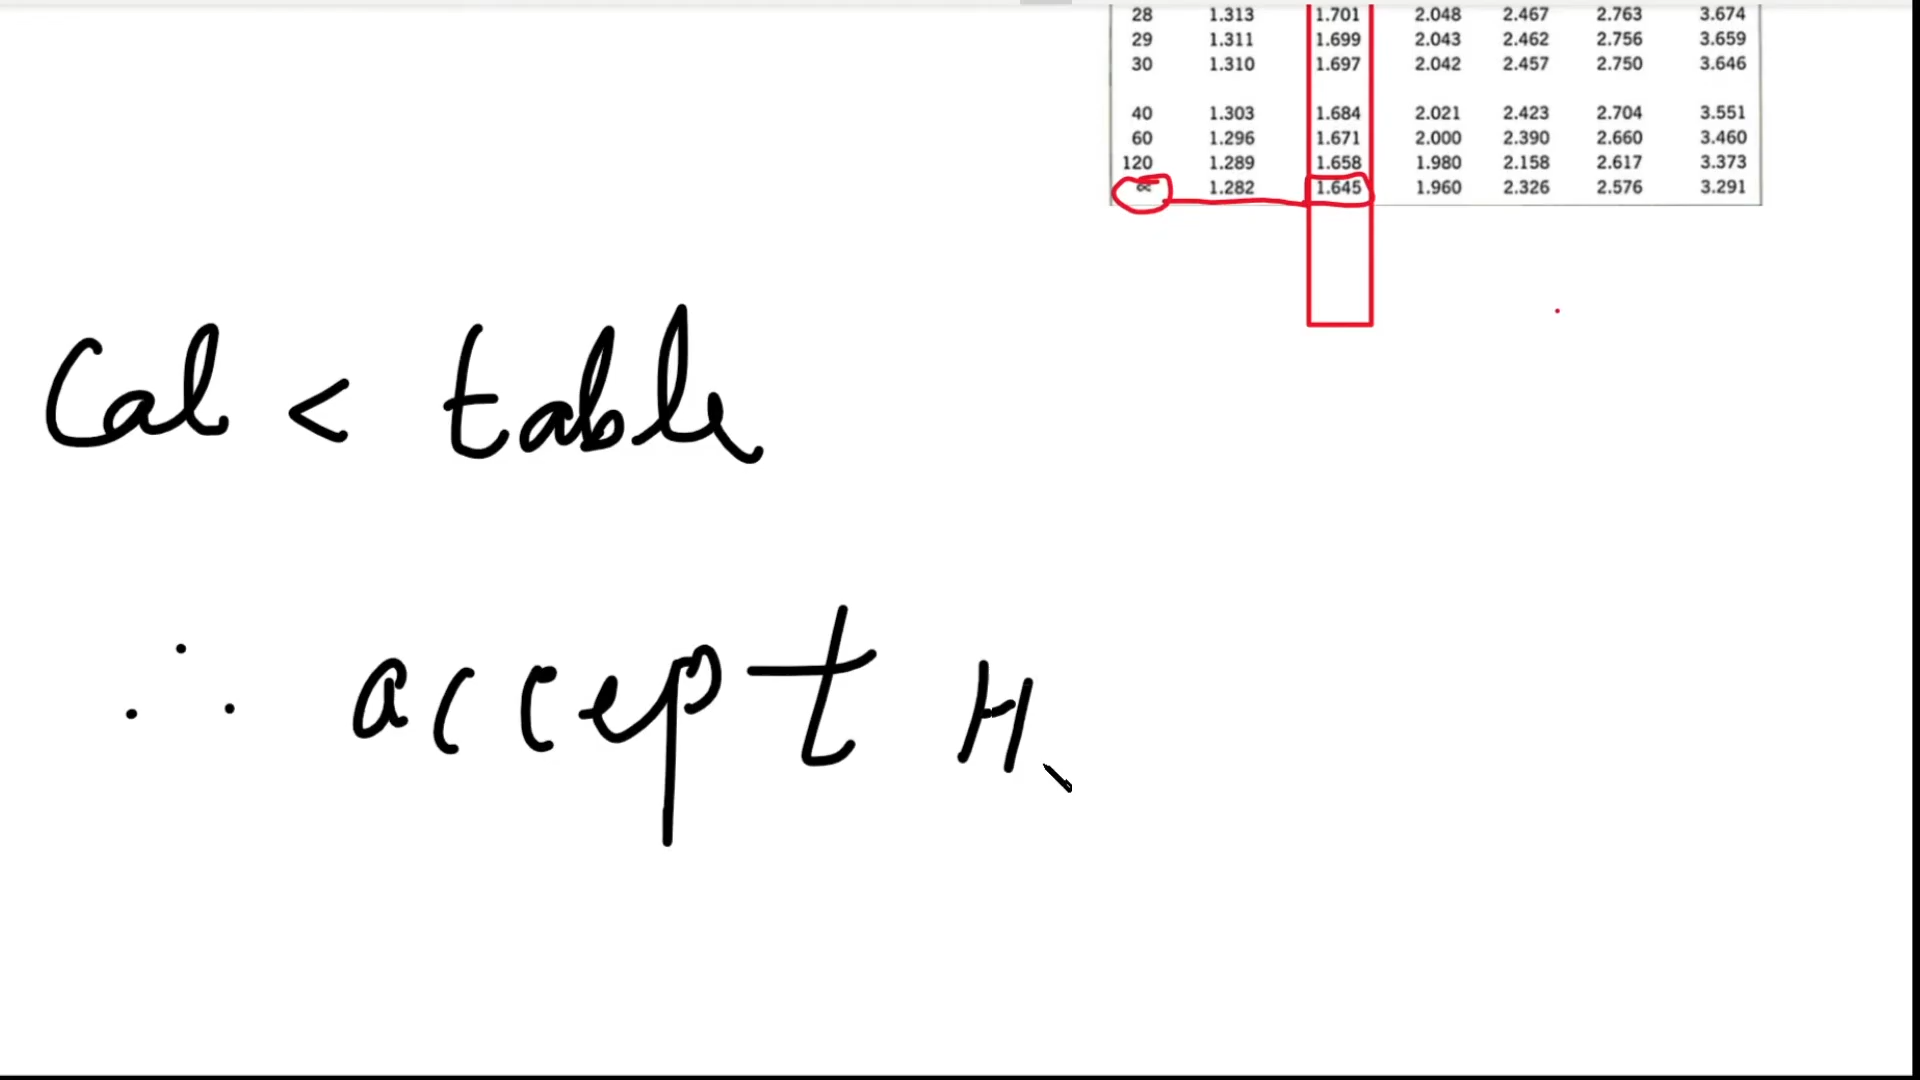 28 1.313 1.701 2.048 2.467 2.763 3.674
29 1.311 1.699 2.043 2.462 2.756 3.659
30 1.310 1.697 2.042 2.457 2.750 3.646
40 1.303 1.684 2.021 2.423 2.704 3.551
60 1.296 1.671 2.000 2.390 2.660 3.460
120 1.289 1.658 1.980 2.158 2.617 3.373
∞ 1.282 1.645 1.960 2.326 2.576 3.291
Cal < table
∴ accept H